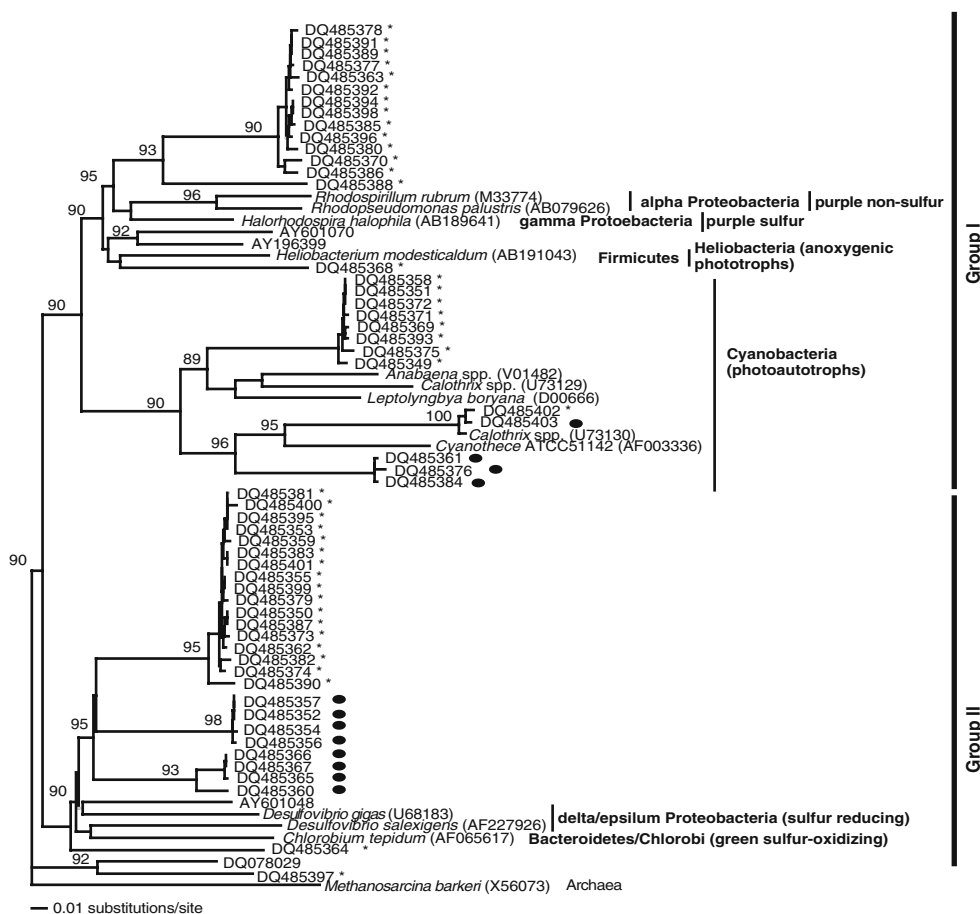 DQ485378 *
DQ485391
DQ485389 *
DQ485377 *
DQ485363 *
DQ485392 *
DQ485394 *
DQ485398 *
DQ485385 *
DQ485396 *
DQ485380 *
DQ485370 *
DQ485386 *
DQ485388 *
90
93
95
96
90
Rhodospirillum rubrum (M33774)
Rhodopseudomonas palustris (AB079626)
alpha Proteobacteria
purple non-sulfur
Halorhodospira halophila (AB189641)
gamma Protoebacteria
purple sulfur
92
AY601070
AY196399
Heliobacterium modesticaldum (AB191043)
Firmicutes
Heliobacteria (anoxygenic
phototrophs)
DQ485368 *
Group I
90
DQ485358 *
DQ485351 *
DQ485372 *
DQ485371 *
DQ485369 *
DQ485393 *
DQ485375 *
DQ485349 *
89
Anabaena spp. (V01482)
Calothrix spp. (U73129)
Leptolyngbya boryana (D00666)
Cyanobacteria
(photoautotrophs)
90
100
DQ485402 *
DQ485403
95
Calothrix spp. (U73130)
Cyanothece ATCC51142 (AF003336)
96
DQ485361
DQ485376
DQ485384
DQ485381 *
DQ485400 *
DQ485395 *
DQ485353 *
DQ485359 *
DQ485383 *
DQ485401 *
DQ485355 *
DQ485399 *
DQ485379 *
DQ485350 *
DQ485387 *
DQ485373 *
DQ485362 *
DQ485382 *
DQ485374 *
DQ485390 *
90
95
DQ485357
DQ485352
DQ485354
DQ485356
98
95
DQ485366
DQ485367
DQ485365
DQ485360
93
Group II
90
AY601048
Desulfovibrio gigas (U68183)
Desulfovibrio salexigens (AF227926)
delta/epsilum Proteobacteria (sulfur reducing)
Chlorobium tepidum (AF065617)
Bacteroidetes/Chlorobi (green sulfur-oxidizing)
DQ485364 *
92
DQ078029
DQ485397 *
Methanosarcina barkeri (X56073) Archaea
0.01 substitutions/site